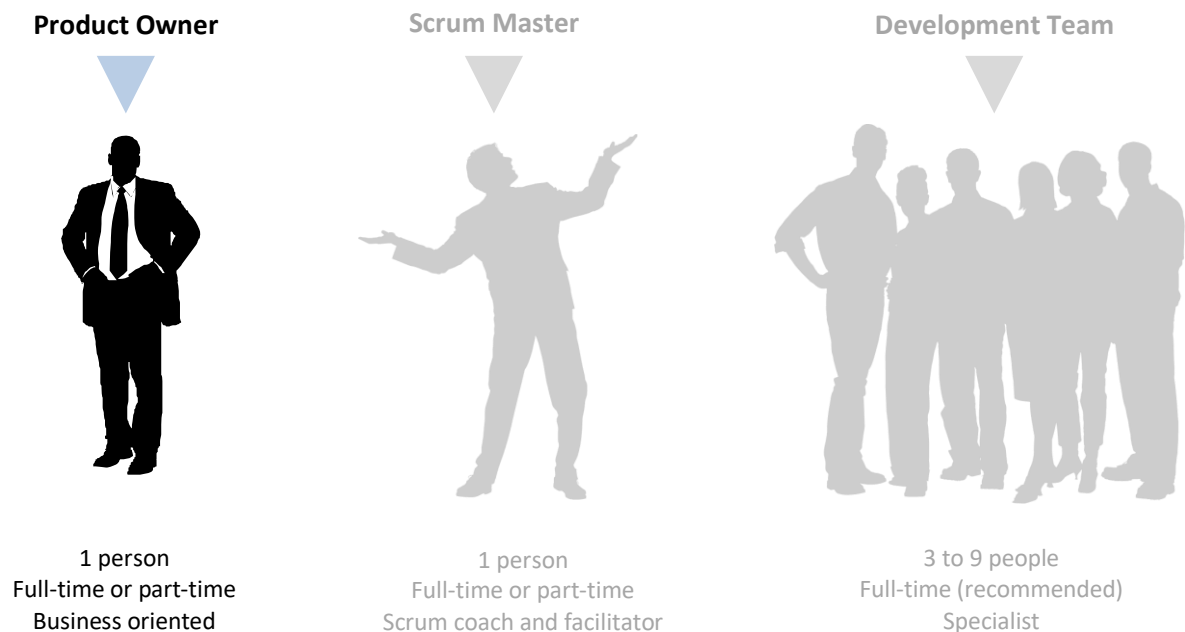 Product Owner
Scrum Master
Development Team
1 person
Full-time or part-time
Business oriented
1 person
Full-time or part-time
Scrum coach and facilitator
3 to 9 people
Full-time (recommended)
Specialist